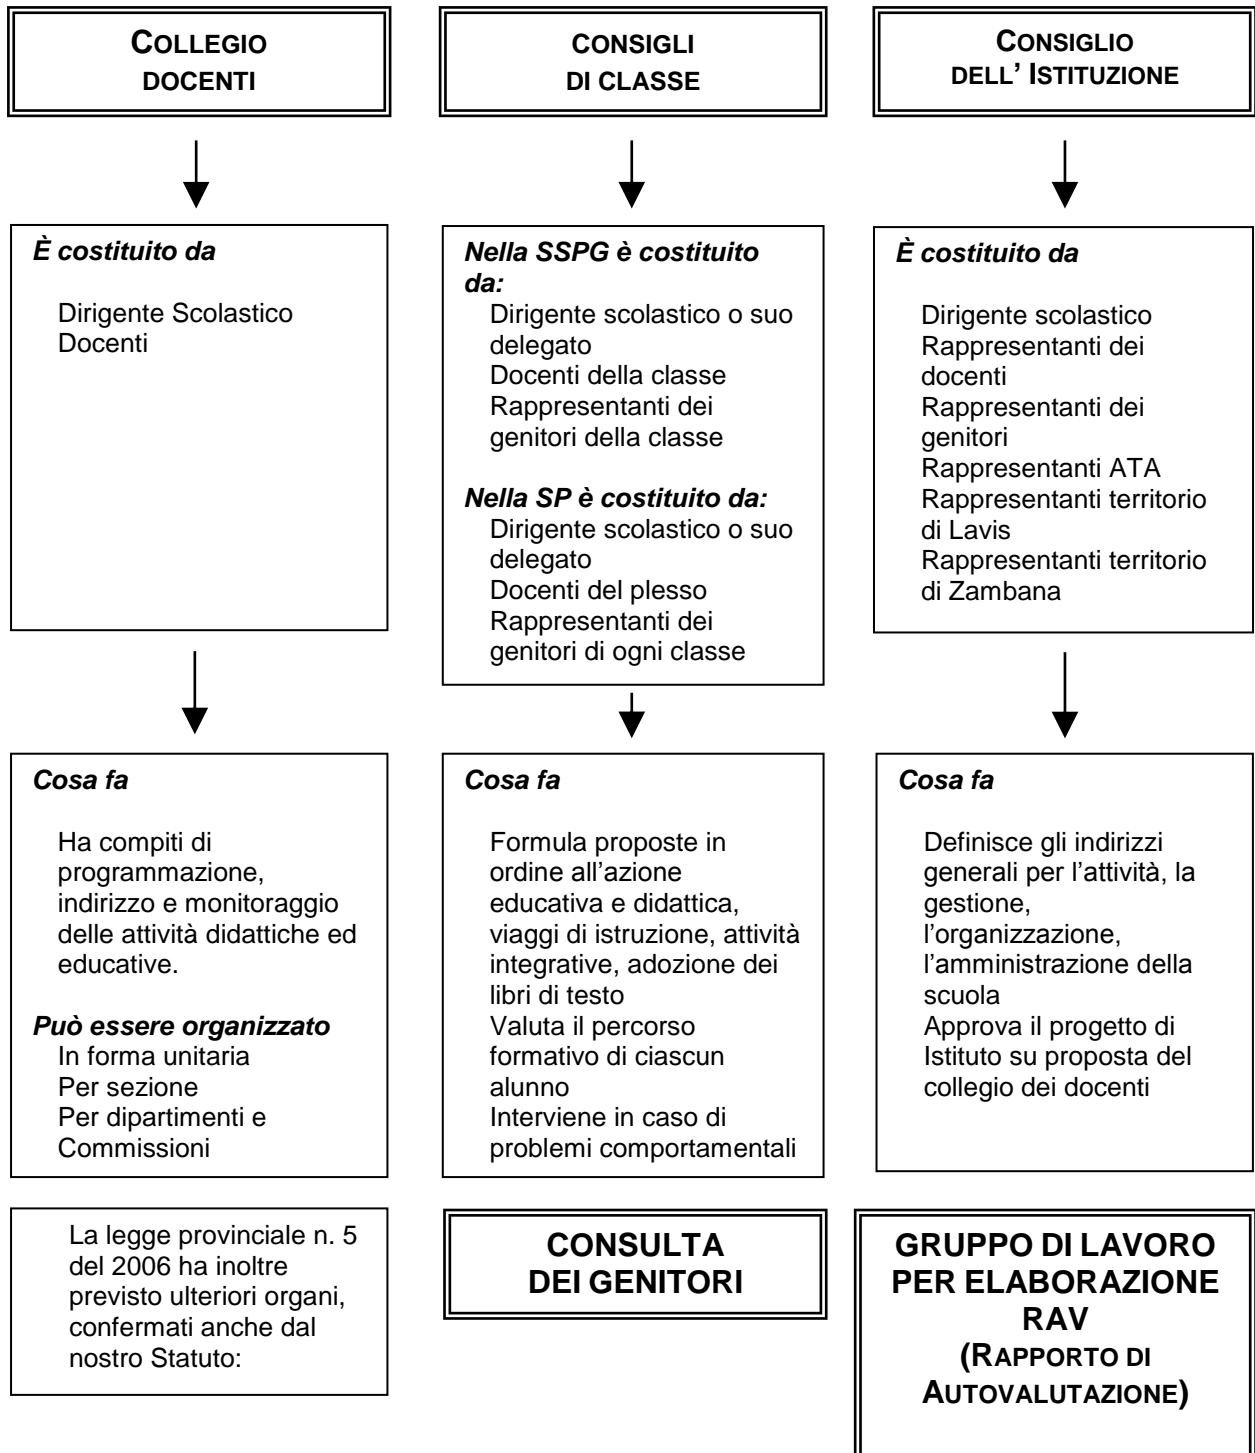 COLLEGIO
DOCENTI
È costituito da
Dirigente Scolastico
Docenti
Cosa fa
Ha compiti di
programmazione,
indirizzo e monitoraggio
delle attività didattiche ed
educative.
Può essere organizzato
In forma unitaria
Per sezione
Per dipartimenti e
Commissioni
La legge provinciale n. 5
del 2006 ha inoltre
previsto ulteriori organi,
confermati anche dal
nostro Statuto:
CONSIGLI
DI CLASSE
Nella SSPG è costituito
da:
Dirigente scolastico o suo
delegato
Docenti della classe
Rappresentanti dei
genitori della classe
Nella SP è costituito da:
Dirigente scolastico o suo
delegato
Docenti del plesso
Rappresentanti dei
genitori di ogni classe
Cosa fa
Formula proposte in
ordine all'azione
educativa e didattica,
viaggi di istruzione, attività
integrative, adozione dei
libri di testo
Valuta il percorso
formativo di ciascun
alunno
Interviene in caso di
problemi comportamentali
CONSULTA
DEI GENITORI
CONSIGLIO
DELL' ISTITUZIONE
È costituito da
Dirigente scolastico
Rappresentanti dei
docenti
Rappresentanti dei
genitori
Rappresentanti ATA
Rappresentanti territorio
di Lavis
Rappresentanti territorio
di Zambana
Cosa fa
Definisce gli indirizzi
generali per l'attività, la
gestione,
l'organizzazione,
l'amministrazione della
scuola
Approva il progetto di
Istituto su proposta del
collegio dei docenti
GRUPPO DI LAVORO
PER ELABORAZIONE
RAV
(RAPPORTO DI
AUTOVALUTAZIONE)